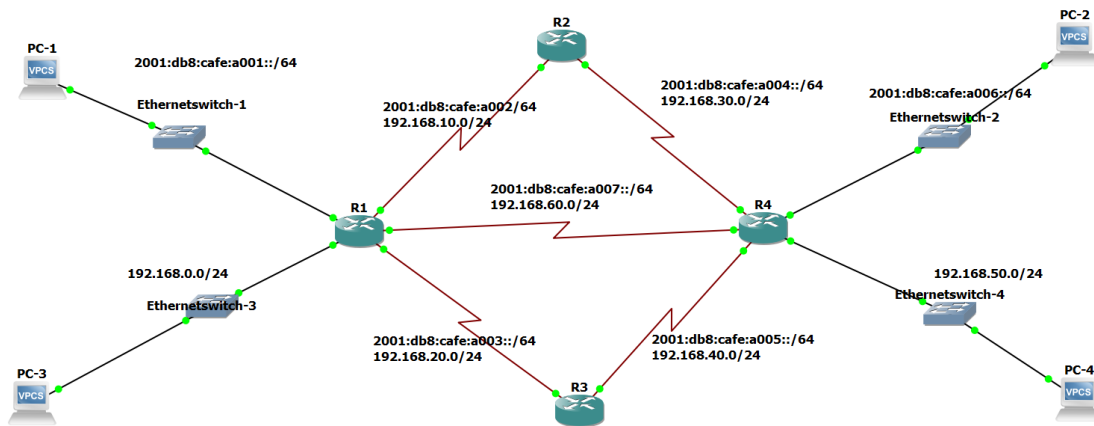 R2
PC-2
PC-1
VPCS
VPCS
2001:db8:cafe:a001::/64
2001:db8:cafe:a004::/64
192.168.30.0/24
2001:db8:cafe:a006::/64
Ethernetswitch-1
2001:db8:cafe:a002/64
192.168.10.0/24
Ethernetswitch-2
2001:db8:cafe:a007::/64
192.168.60.0/24
R1
R4
192.168.0.0/24
Ethernetswitch-3
192.168.50.0/24
Ethernetswitch-4
2001:db8:cafe:a003::/64
192.168.20.0/24
2001:db8:cafe:a005::/64
192.168.40.0/24
PC-3
VPCS
R3
PC-4
VPCS